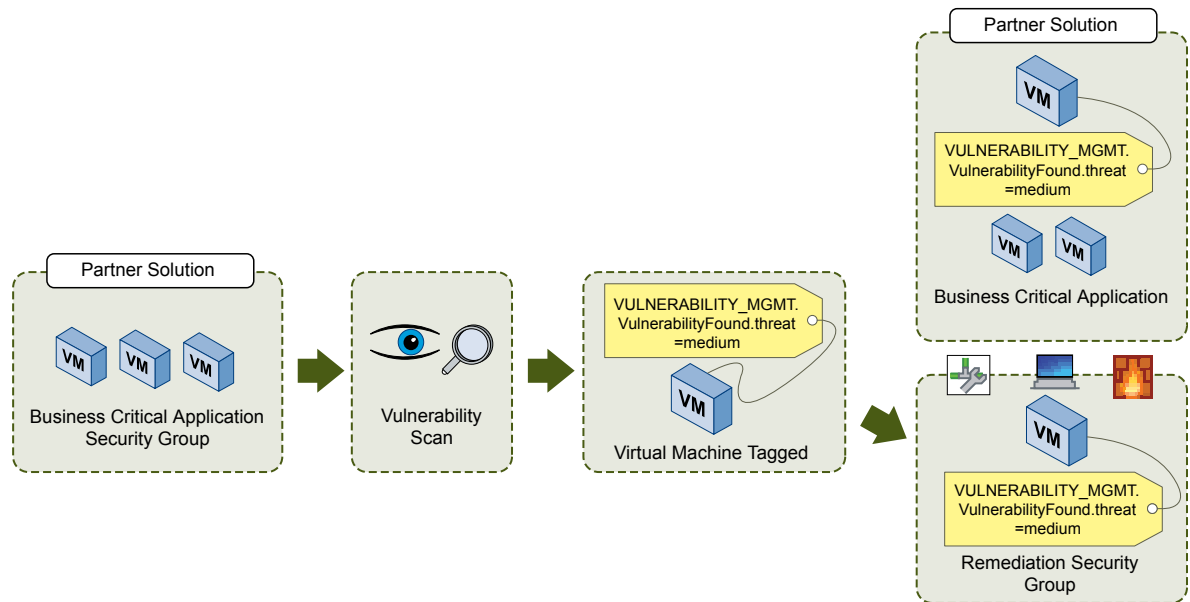 Partner Solution
VM
VM
VM
Business Critical Application
Security Group
Vulnerability
Scan
VULNERABILITY_MGMT.
VulnerabilityFound.threat
=medium
VM
Virtual Machine Tagged
Partner Solution
VM
VULNERABILITY_MGMT.
VulnerabilityFound.threat
=medium
VM
VM
Business Critical Application
VM
VULNERABILITY_MGMT.
VulnerabilityFound.threat
=medium
Remediation Security
Group